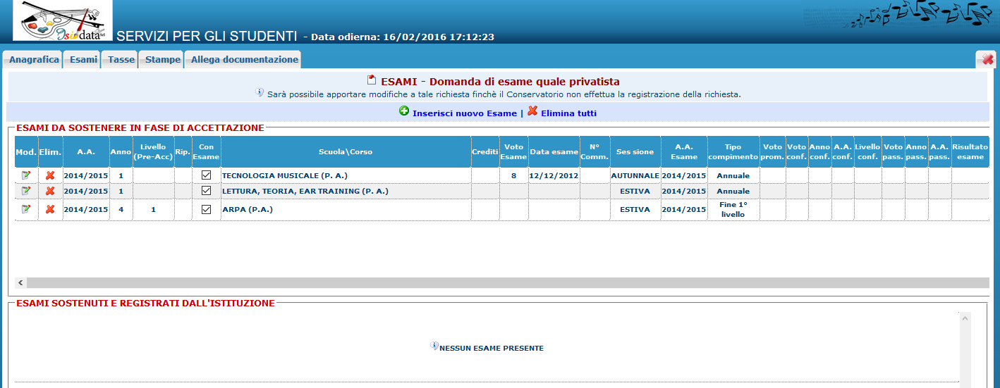 Isidata srl SERVIZI PER GLI STUDENTI - Data odierna: 16/02/2016 17:12:23
Anagrafica Esami Tasse Stampe Allega documentazione
ESAMI - Domanda di esame quale privatista
Sarà possibile apportare modifiche a tale richiesta finchè il Conservatorio non effettua la registrazione della richiesta.
Inserisci nuovo Esame | Elimina tutti
ESAMI DA SOSTENERE IN FASE DI ACCETTAZIONE
Mod. Elim. A.A. Anno Livello (Pre-Acc) Rip. Con Esame Scuola\Corso Crediti Voto Esame Data esame N° Comm. Ses sione A.A. Esame Tipo compimento Voto prom. Voto conf. Anno conf. A.A. conf. Livello conf. Voto pass. Anno pass. A.A. pass. Risultato esame
2014/2015 1 TECNOLOGIA MUSICALE (P. A.) 8 12/12/2012 AUTUNNALE 2014/2015 Annuale
2014/2015 1 LETTURA, TEORIA, EAR TRAINING (P. A.) ESTIVA 2014/2015 Annuale
2014/2015 4 1 ARPA (P.A.) ESTIVA 2014/2015 Fine 1° livello
ESAMI SOSTENUTI E REGISTRATI DALL'ISTITUZIONE
NESSUN ESAME PRESENTE